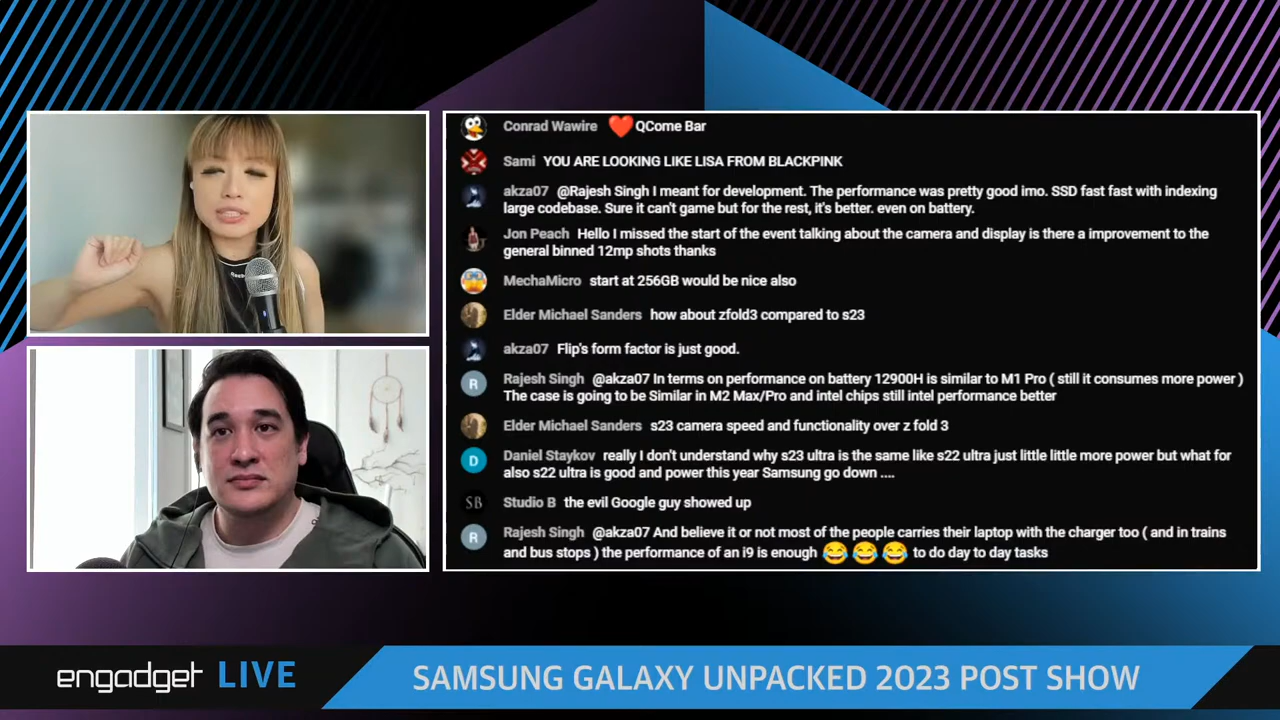 Conrad Wawire ❤️QCome Bar
Sami YOU ARE LOOKING LIKE LISA FROM BLACKPINK
akza07 @Rajesh Singh I meant for development. The performance was pretty good imo. SSD fast fast with indexing
large codebase. Sure it can't game but for the rest, it's better. even on battery.
Jon Peach Hello I missed the start of the event talking about the camera and display is there a improvement to the
general binned 12mp shots thanks
MechaMicro start at 256GB would be nice also
Elder Michael Sanders how about zfold3 compared to s23
akza07 Flip's form factor is just good.
R Rajesh Singh @akza07 In terms on performance on battery 12900H is similar to M1 Pro ( still it consumes more power )
The case is going to be Similar in M2 Max/Pro and intel chips still intel performance better
Elder Michael Sanders s23 camera speed and functionality over z fold 3
D Daniel Staykov really I don't understand why s23 ultra is the same like s22 ultra just little little more power but what for
also s22 ultra is good and power this year Samsung go down ....
SB Studio B the evil Google guy showed up
R Rajesh Singh @akza07 And believe it or not most of the people carries their laptop with the charger too ( and in trains
and bus stops ) the performance of an i9 is enough 😂 😂 😂 to do day to day tasks
engadget LIVE
SAMSUNG GALAXY UNPACKED 2023 POST SHOW